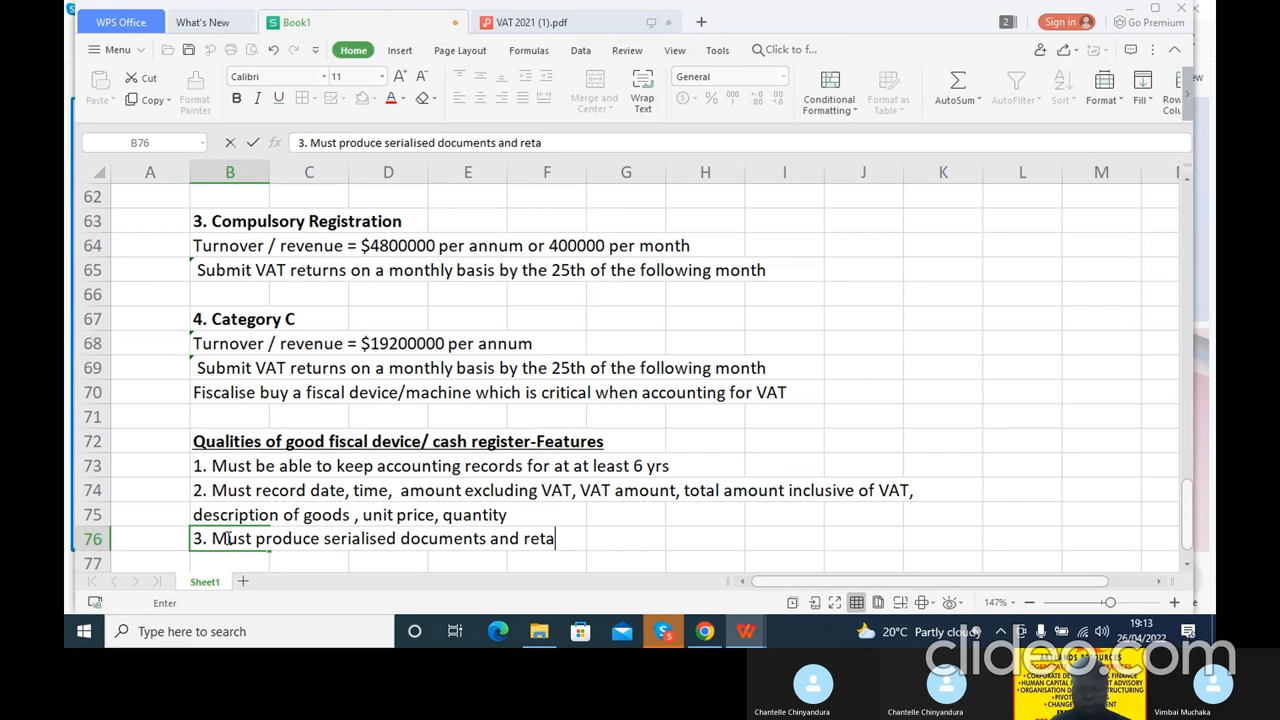 WPS Office
What's New
Book1
VAT 2021 (1).pdf
2
Sign in
Go Premium
Menu
Home
Insert
Page Layout
Formulas
Data
Review
View
Tools
Click to f...
Paste
Cut
Copy
Format Painter
Calibri
11
Merge and Center
Wrap Text
General
Conditional Formatting
Format as Table
AutoSum
AutoFilter
Sort
Format
Fill
Row
Colum
B76
3. Must produce serialised documents and reta
A B C D E F G H I J K L M
62
63 3. Compulsory Registration
64 Turnover / revenue = $4800000 per annum or 400000 per month
65 Submit VAT returns on a monthly basis by the 25th of the following month
66
67 4. Category C
68 Turnover / revenue = $19200000 per annum
69 Submit VAT returns on a monthly basis by the 25th of the following month
70 Fiscalise buy a fiscal device/machine which is critical when accounting for VAT
71
72 Qualities of good fiscal device/ cash register-Features
73 1. Must be able to keep accounting records for at at least 6 yrs
74 2. Must record date, time, amount excluding VAT, VAT amount, total amount inclusive of VAT,
75 description of goods , unit price, quantity
76 3. Must produce serialised documents and reta
77
Sheet1
Enter
147%
Type here to search
20°C Partly cloudy
19:13
26/04/2022
clideo.com
Chantelle Chinyandura
Chantelle Chinyandura
Vimbai Muchaka